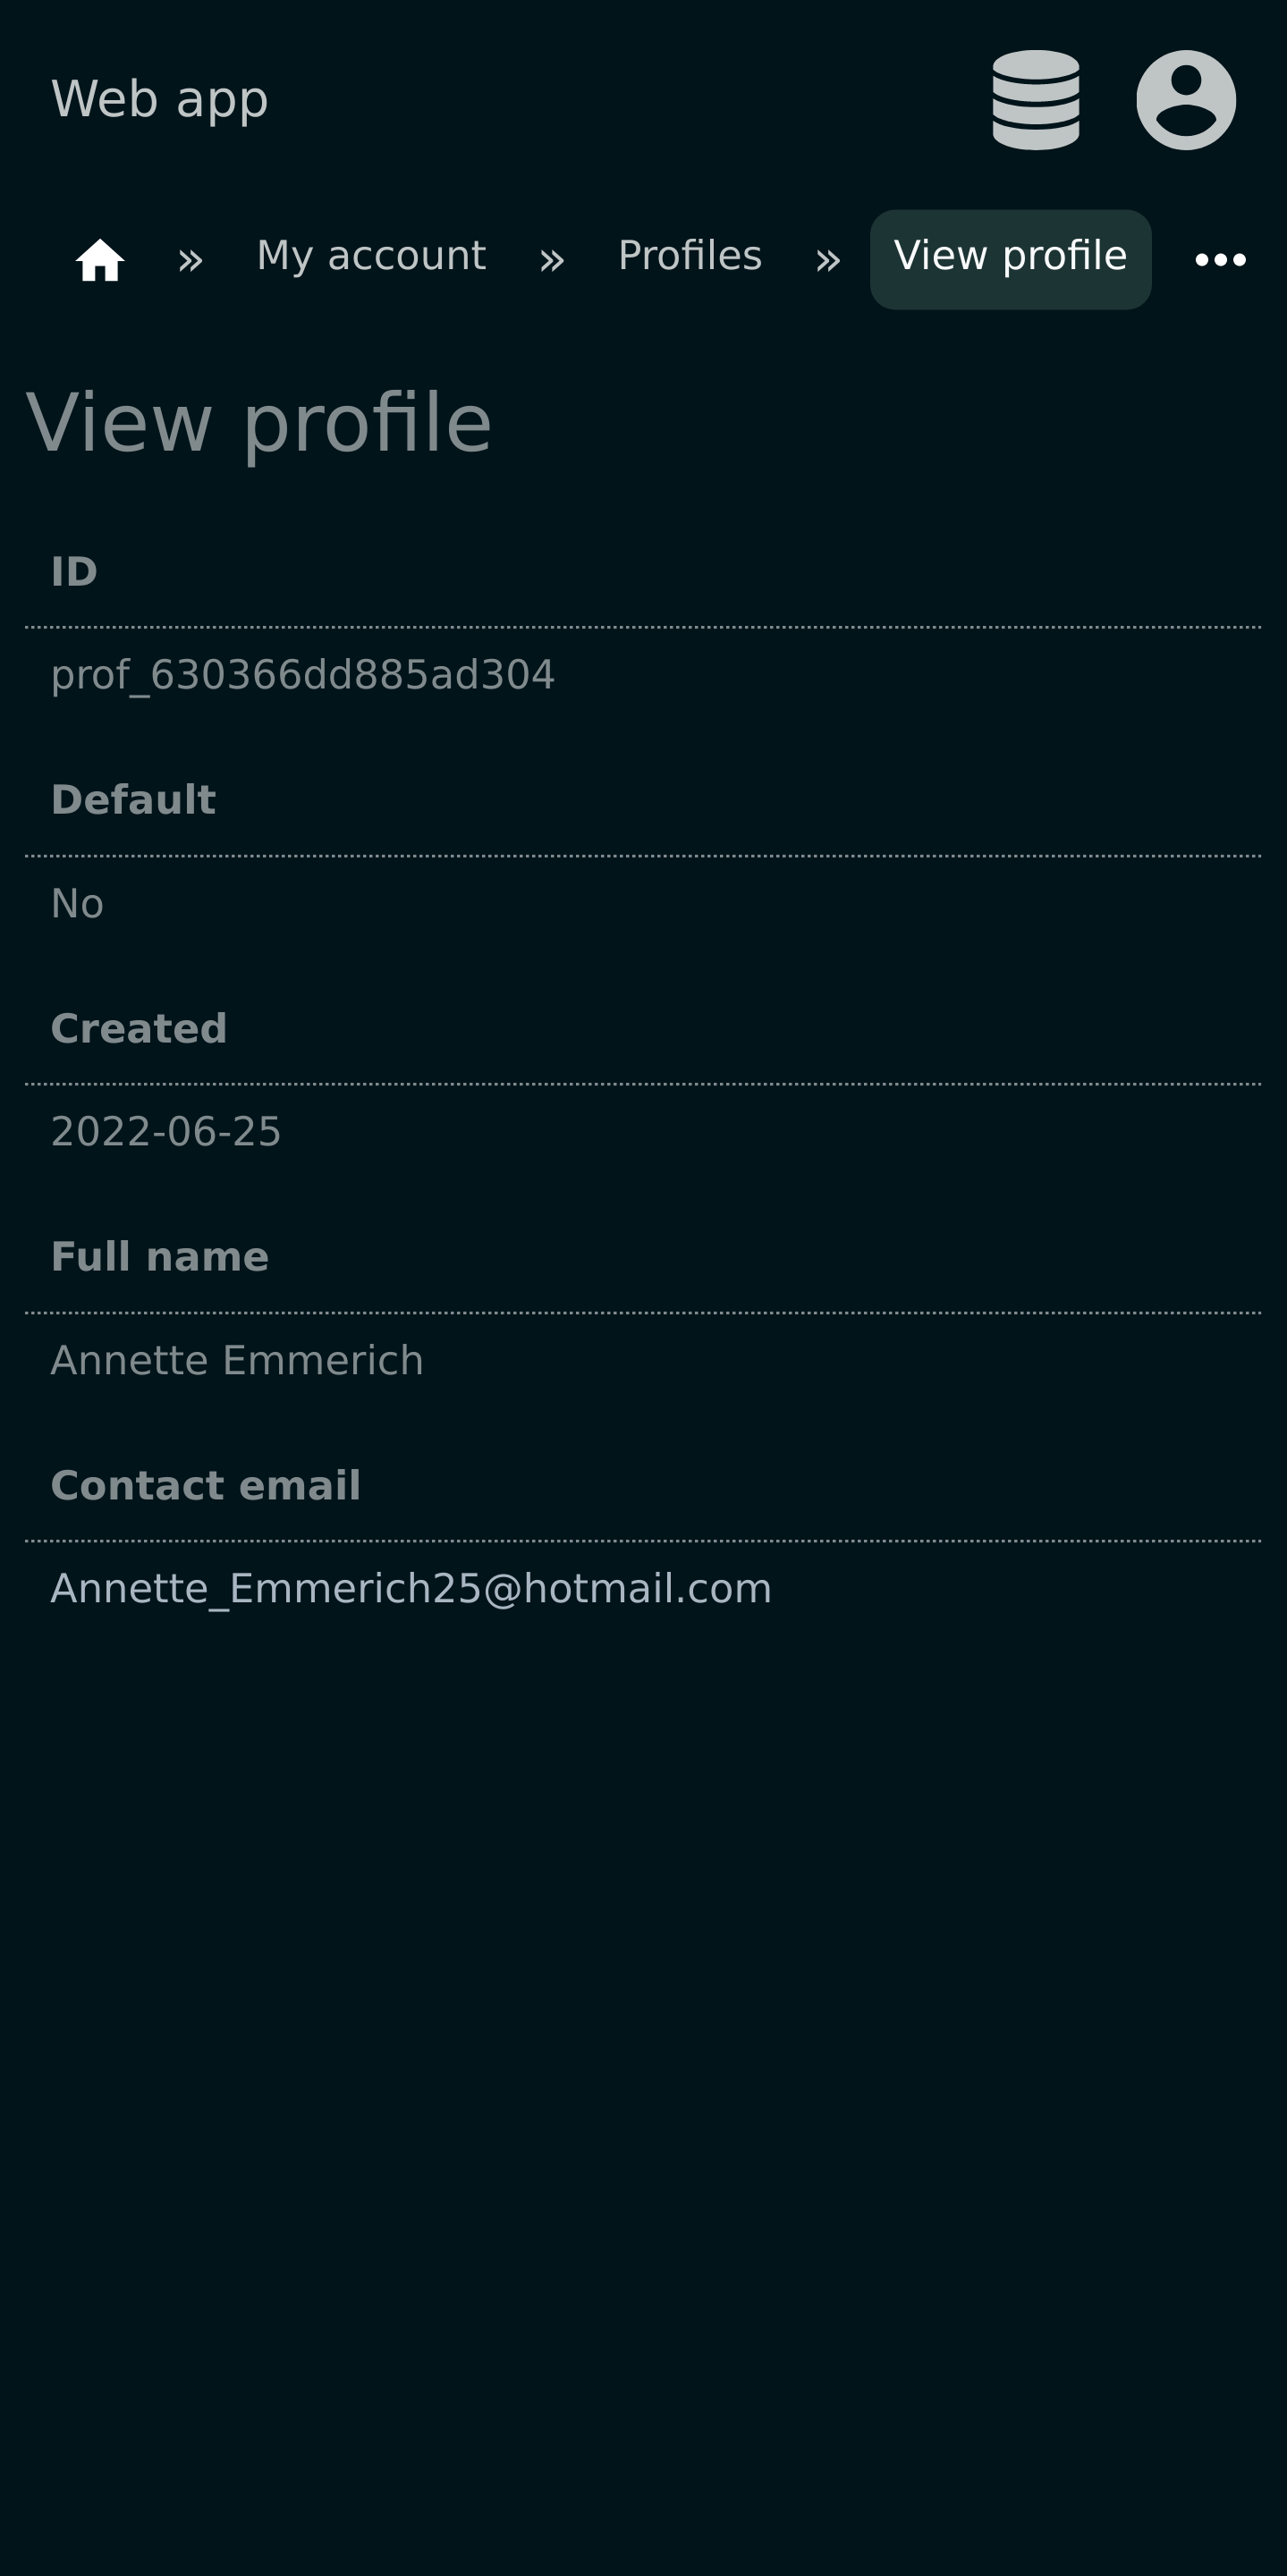 Web app
» My account » Profiles » View profile
View profile
ID
prof_630366dd885ad304
Default
No
Created
2022-06-25
Full name
Annette Emmerich
Contact email
Annette_Emmerich25@hotmail.com